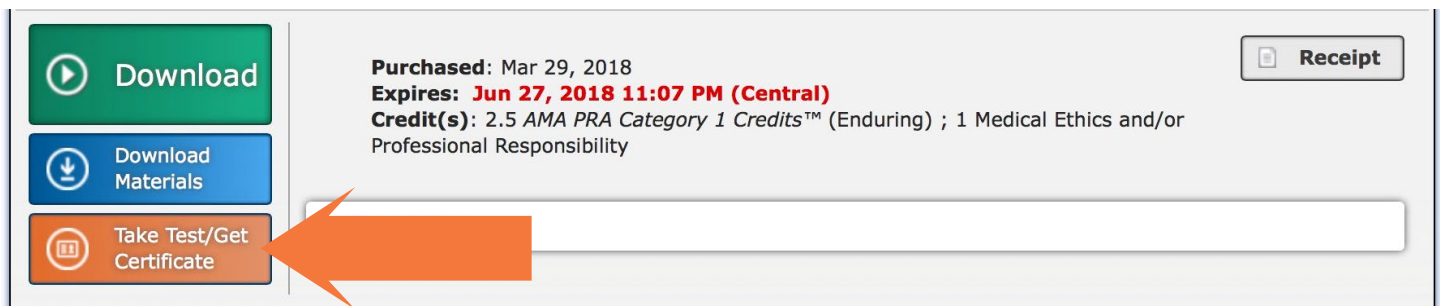 Download
Download
Materials
Take Test/Get
Certificate
Purchased: Mar 29, 2018
Expires: Jun 27, 2018 11:07 PM (Central)
Credit(s): 2.5 AMA PRA Category 1 Credits™ (Enduring) ; 1 Medical Ethics and/or
Professional Responsibility
Receipt